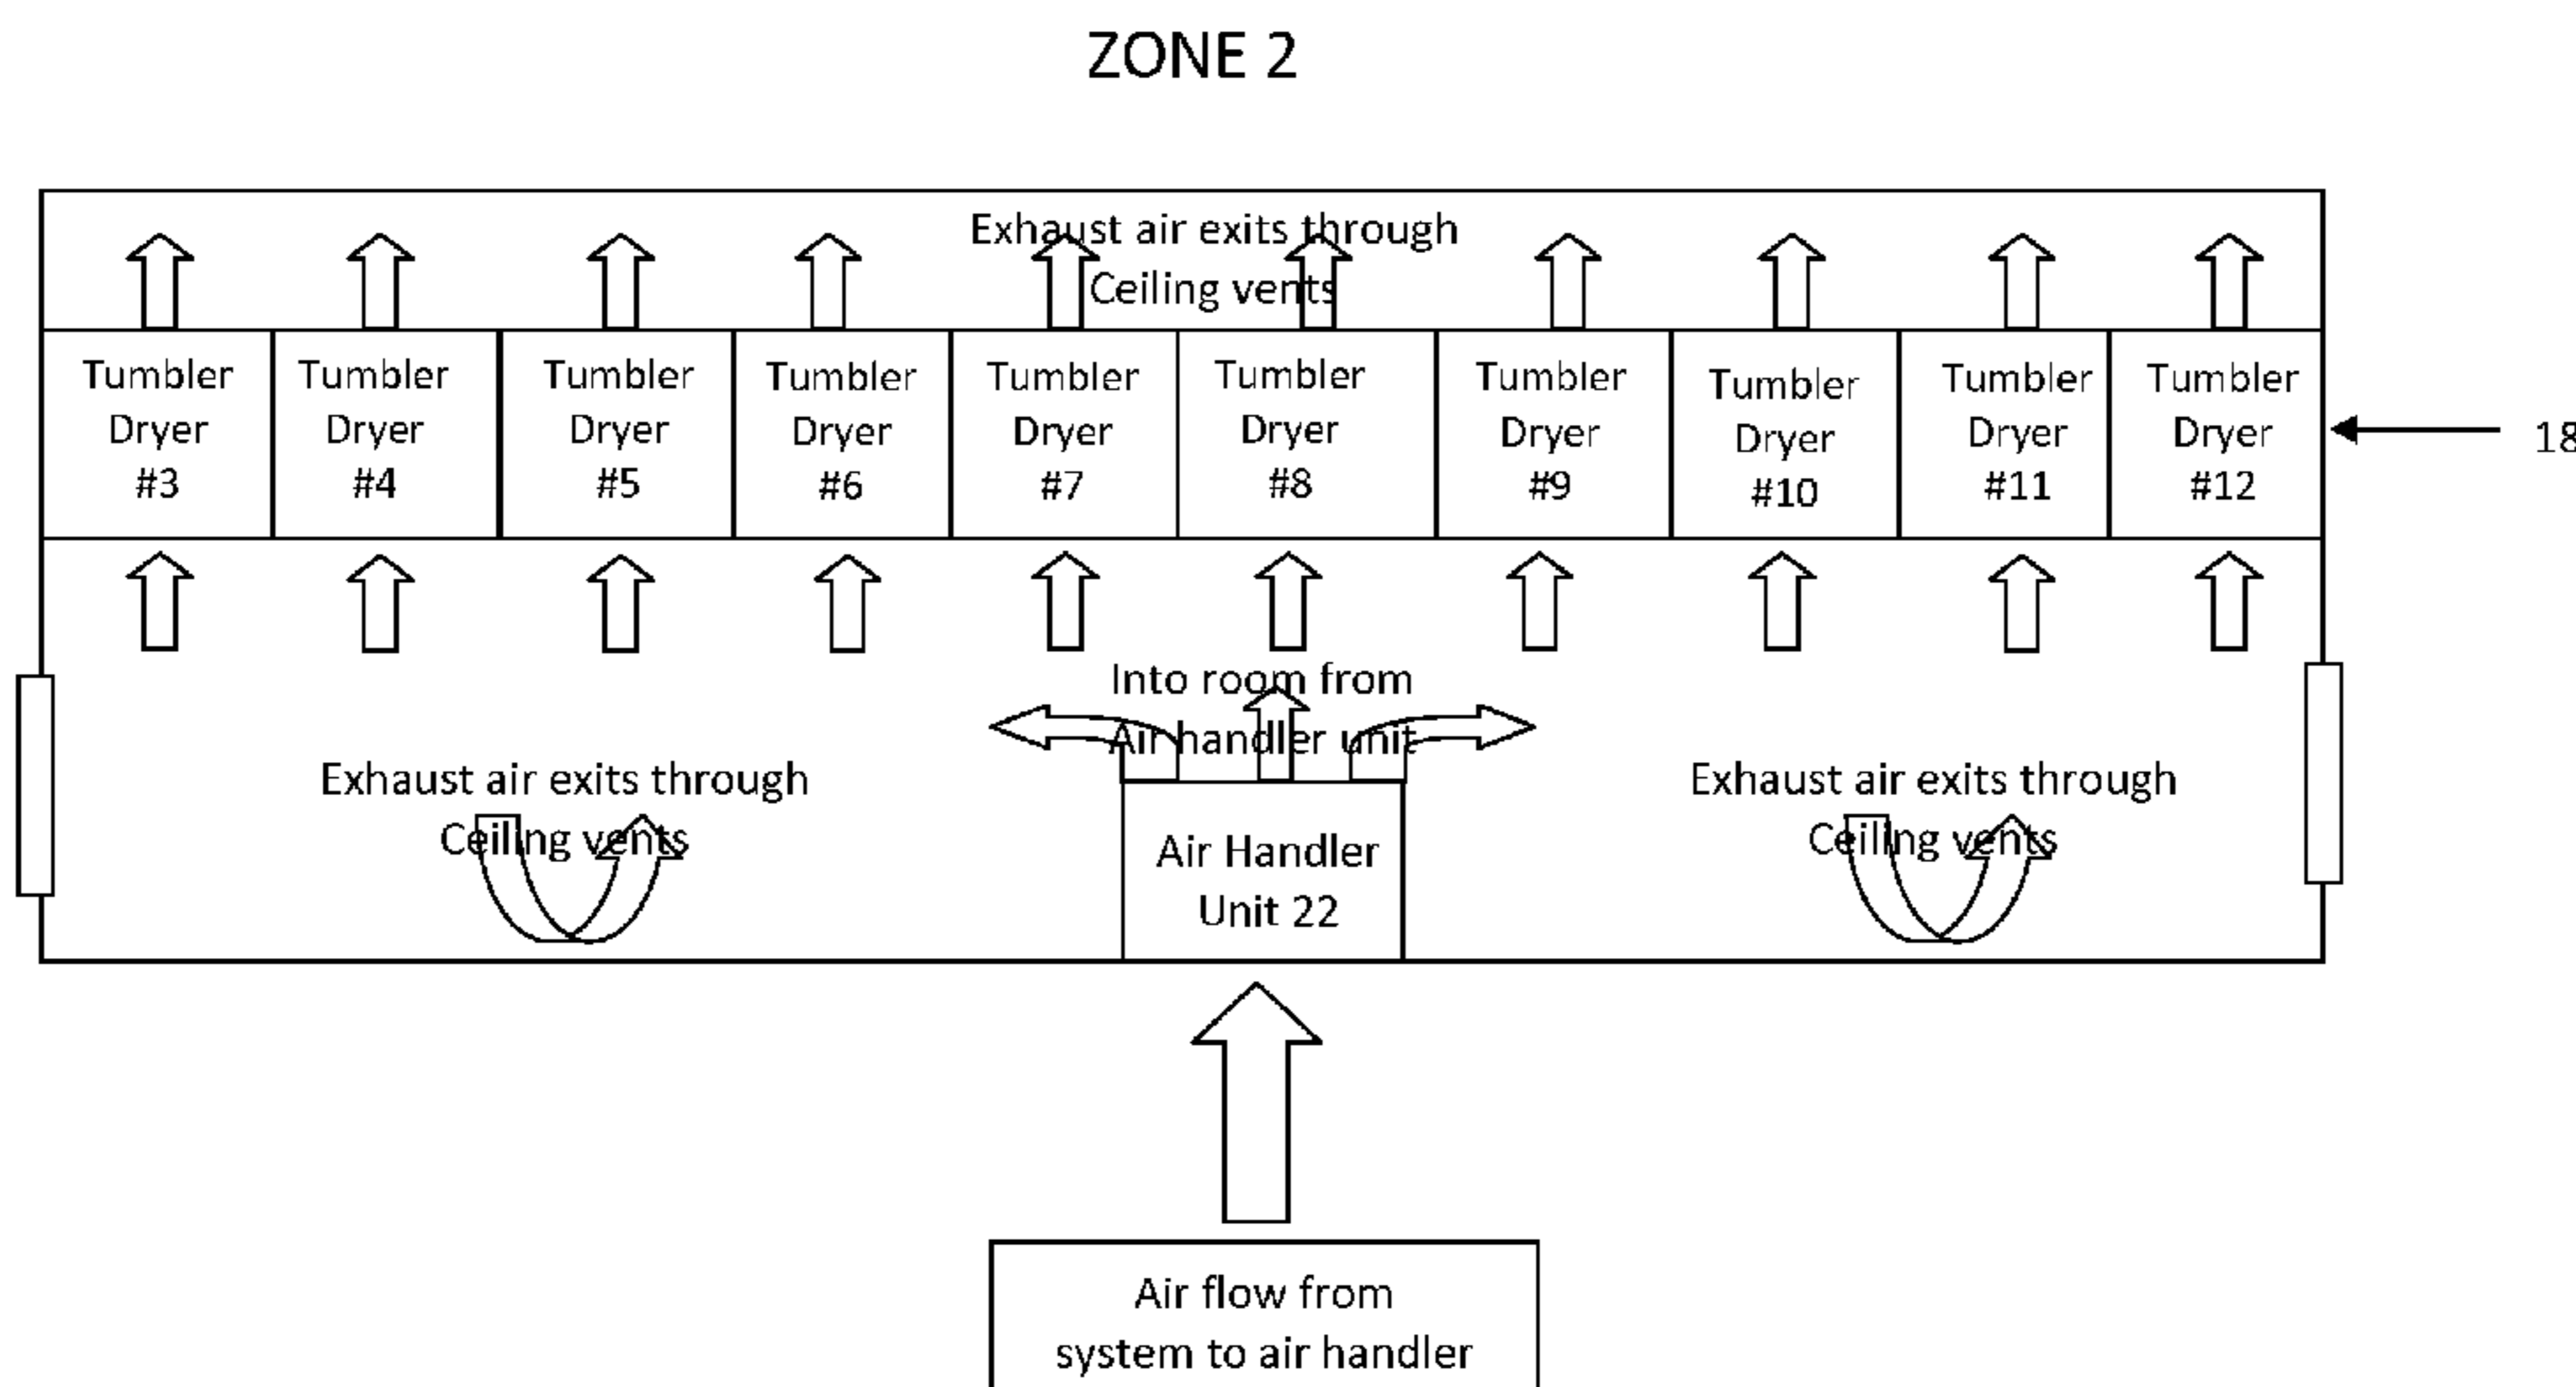 ZONE 2
Exhaust air exits through
Ceiling vents
Tumbler
Dryer
#3
Tumbler
Dryer
#4
Tumbler
Dryer
#5
Tumbler
Dryer
#6
Tumbler
Dryer
#7
Tumbler
Dryer
#8
Tumbler
Dryer
#9
Tumbler
Dryer
#10
Tumbler
Dryer
#11
Tumbler
Dryer
#12
18
Into room from
Air handler unit
Exhaust air exits through
Ceiling vents
Air Handler
Unit 22
Exhaust air exits through
Ceiling vents
Air flow from
system to air handler